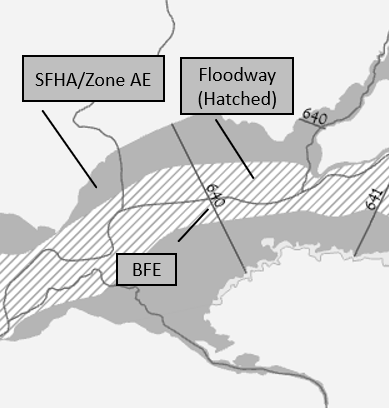 SFHA/Zone AE
Floodway
(Hatched)
640
640
641
BFE